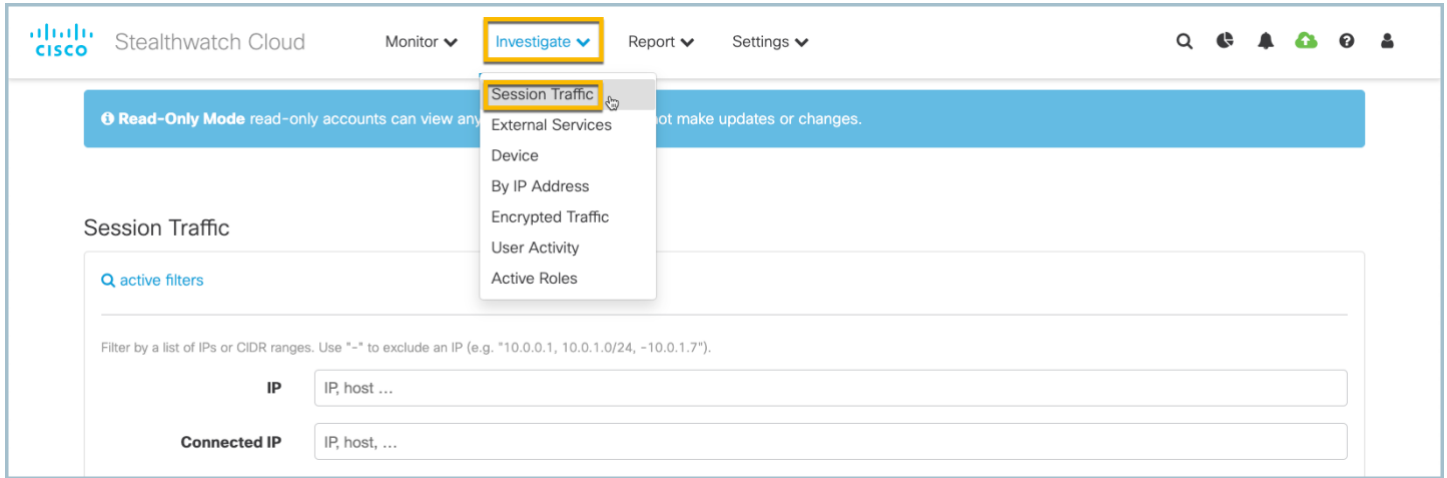 CISCO Stealthwatch Cloud Monitor Investigate Report Settings
Session Traffic
External Services
Device
By IP Address
Encrypted Traffic
User Activity
Active Roles
Read-Only Mode read-only accounts can view any ot make updates or changes.
Session Traffic
active filters
Filter by a list of IPs or CIDR ranges. Use "-" to exclude an IP (e.g. "10.0.0.1, 10.0.1.0/24, -10.0.1.7").
IP IP, host ...
Connected IP IP, host, ...